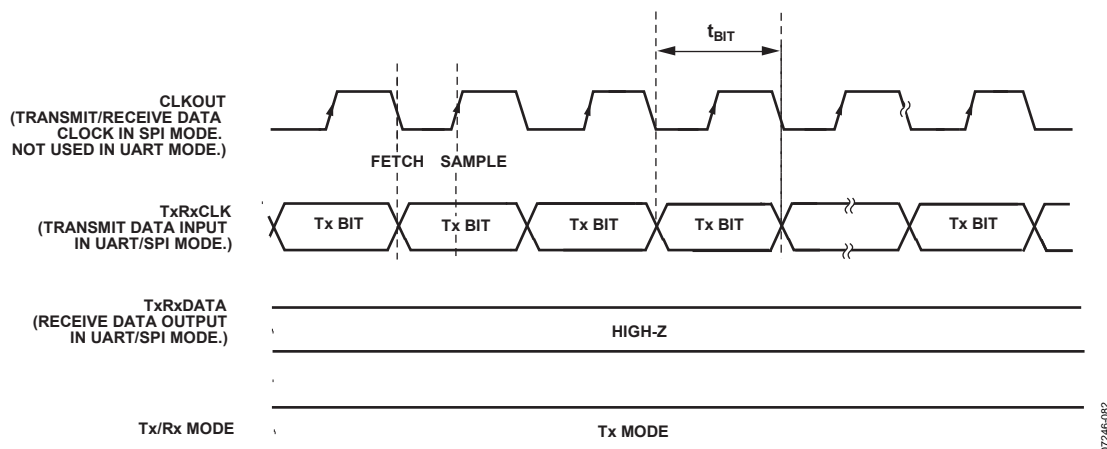 tBIT
CLKOUT
(TRANSMIT/RECEIVE DATA
CLOCK IN SPI MODE.
NOT USED IN UART MODE.)
FETCH SAMPLE
TxRxCLK
(TRANSMIT DATA INPUT
IN UART/SPI MODE.)
Tx BIT Tx BIT Tx BIT Tx BIT Tx BIT
TxRxDATA
(RECEIVE DATA OUTPUT
IN UART/SPI MODE.)
HIGH-Z
Tx/Rx MODE
Tx MODE
07246-082